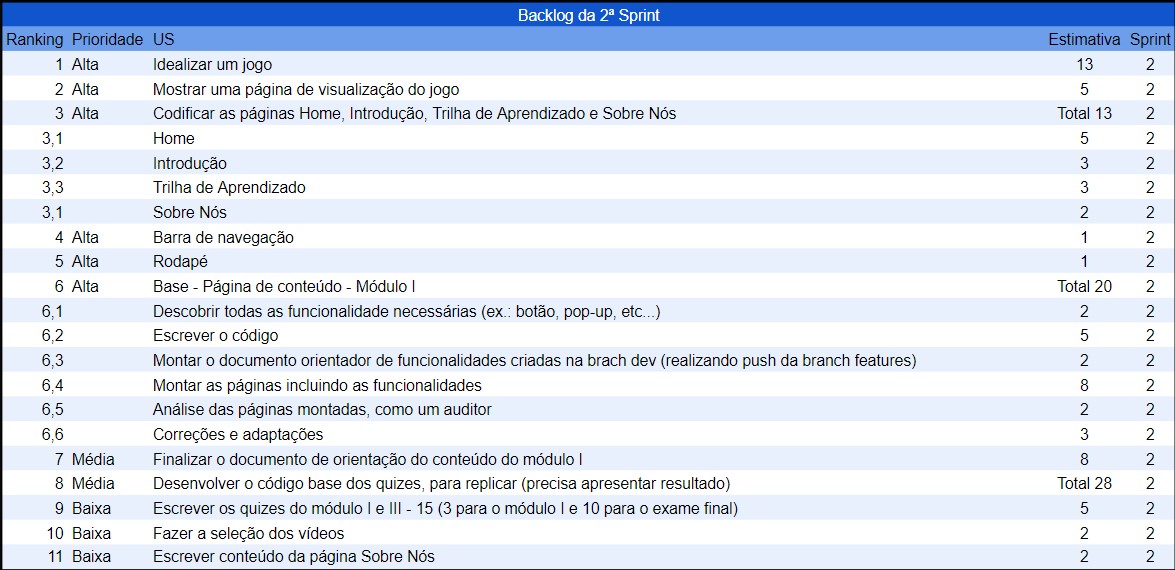 Backlog da 2ª Sprint
Ranking Prioridade US Estimativa Sprint
1 Alta Idealizar um jogo 13 2
2 Alta Mostrar uma página de visualização do jogo 5 2
3 Alta Codificar as páginas Home, Introdução, Trilha de Aprendizado e Sobre Nós Total 13 2
3,1 Home 5 2
3,2 Introdução 3 2
3,3 Trilha de Aprendizado 3 2
3,1 Sobre Nós 2 2
4 Alta Barra de navegação 1 2
5 Alta Rodapé 1 2
6 Alta Base - Página de conteúdo - Módulo I Total 20 2
6,1 Descobrir todas as funcionalidade necessárias (ex.: botão, pop-up, etc...) 2 2
6,2 Escrever o código 5 2
6,3 Montar o documento orientador de funcionalidades criadas na brach dev (realizando push da branch features) 2 2
6,4 Montar as páginas incluindo as funcionalidades 8 2
6,5 Análise das páginas montadas, como um auditor 2 2
6,6 Correções e adaptações 3 2
7 Média Finalizar o documento de orientação do conteúdo do módulo I 8 2
8 Média Desenvolver o código base dos quizes, para replicar (precisa apresentar resultado) Total 28 2
9 Baixa Escrever os quizes do módulo I e III - 15 (3 para o módulo I e 10 para o exame final) 5 2
10 Baixa Fazer a seleção dos vídeos 2 2
11 Baixa Escrever conteúdo da página Sobre Nós 2 2